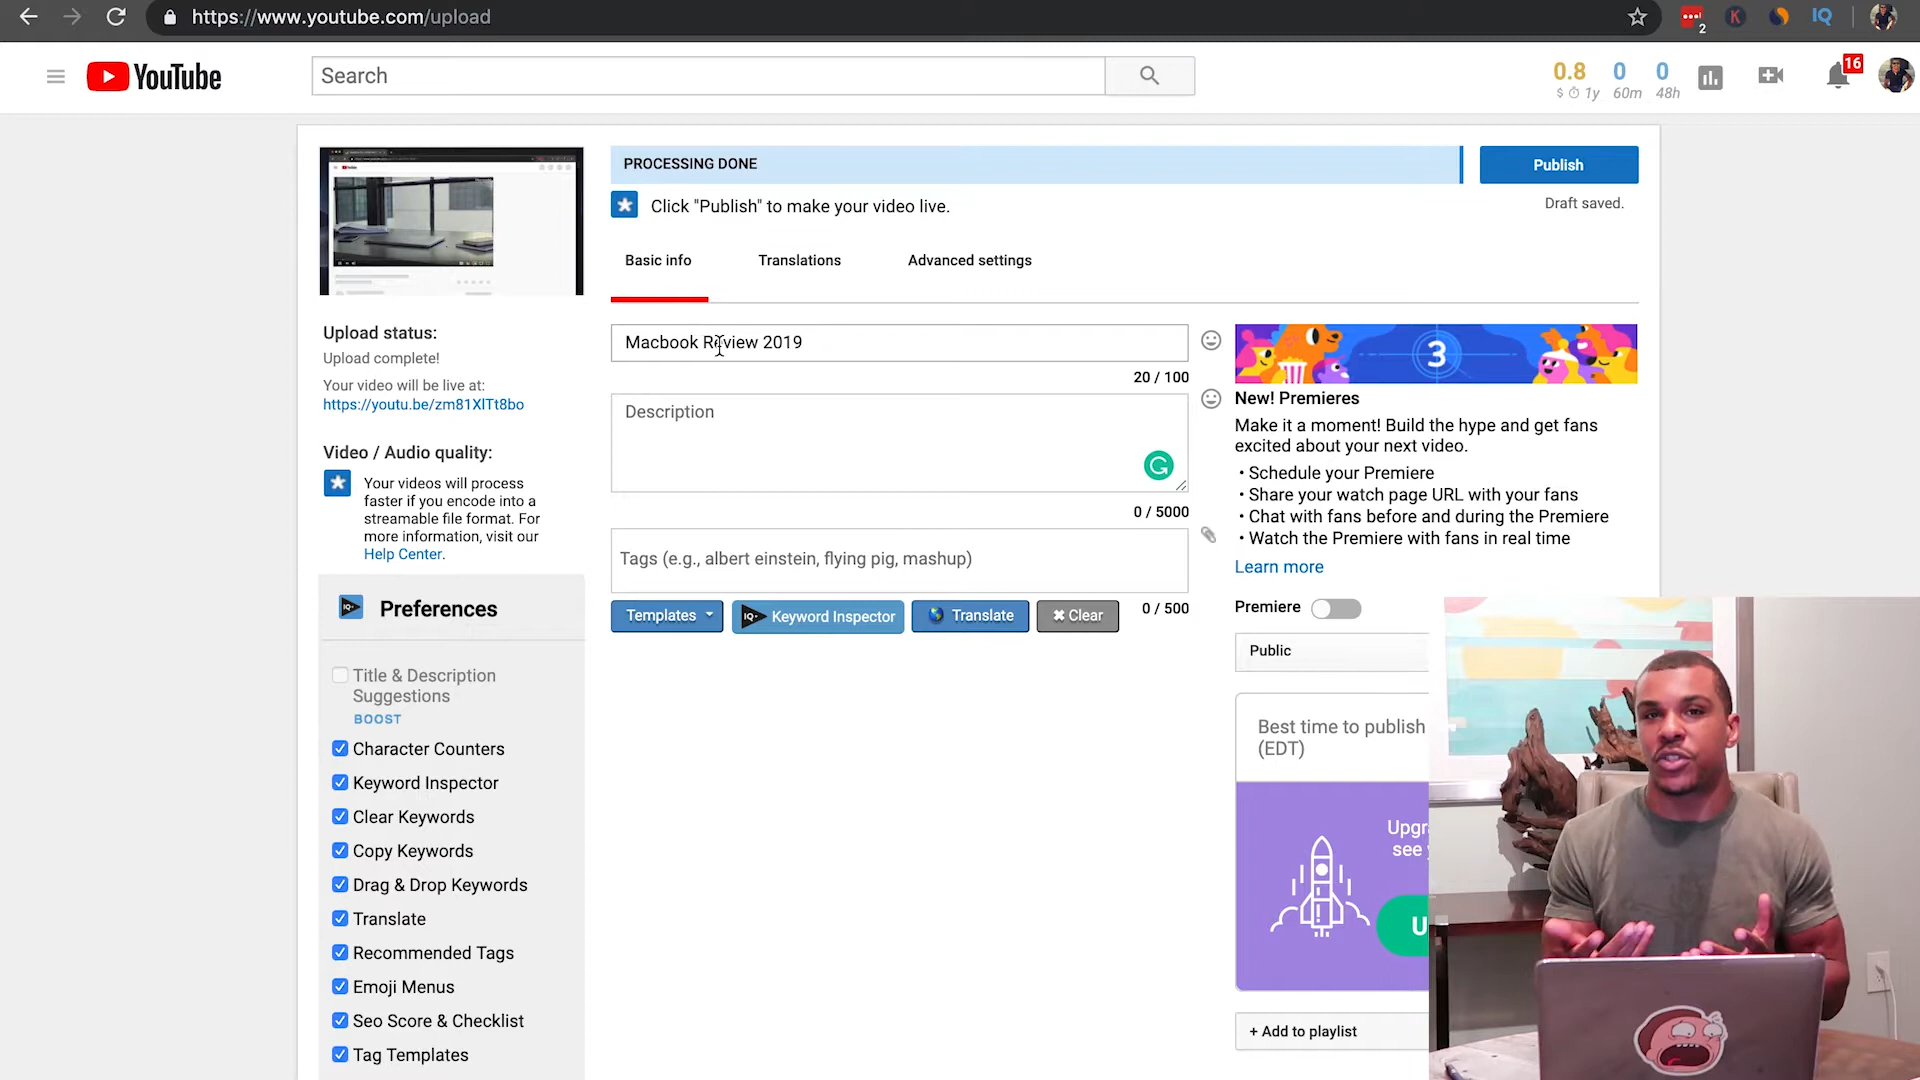 https://www.youtube.com/upload
2
K
IQ
YouTube
Search
0.8 0 0
$ 1y 60m 48h
16
PROCESSING DONE
Publish
Click "Publish" to make your video live.
Draft saved.
Basic info
Translations
Advanced settings
Upload status:
Upload complete!
Your video will be live at:
https://youtu.be/zm81XlTt8bo
Video / Audio quality:
Your videos will process
faster if you encode into a
streamable file format. For
more information, visit our
Help Center.
IQ+
Preferences
Title & Description
Suggestions
BOOST
Character Counters
Keyword Inspector
Clear Keywords
Copy Keywords
Drag & Drop Keywords
Translate
Recommended Tags
Emoji Menus
Seo Score & Checklist
Tag Templates
Macbook Review 2019
20 / 100
Description
0 / 5000
Tags (e.g., albert einstein, flying pig, mashup)
Templates
IQ+ Keyword Inspector
Translate
Clear
0 / 500
3
New! Premieres
Make it a moment! Build the hype and get fans
excited about your next video.
• Schedule your Premiere
• Share your watch page URL with your fans
• Chat with fans before and during the Premiere
• Watch the Premiere with fans in real time
Learn more
Premiere
Public
Best time to publish
(EDT)
Upgr
see
U
+ Add to playlist